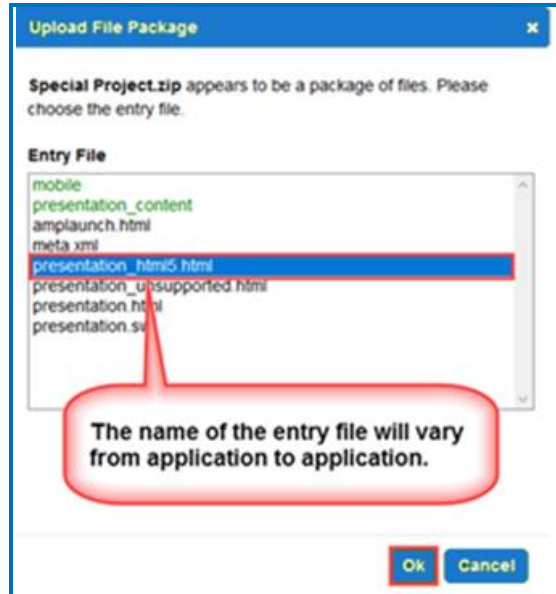 Upload File Package
Special Project.zip appears to be a package of files. Please
choose the entry file.
Entry File
mobile
presentation_content
amplaunch.html
meta.xml
presentation_html5.html
presentation_unsupported.html
presentation.html
The name of the entry file will vary
from application to application.
Ok
Cancel